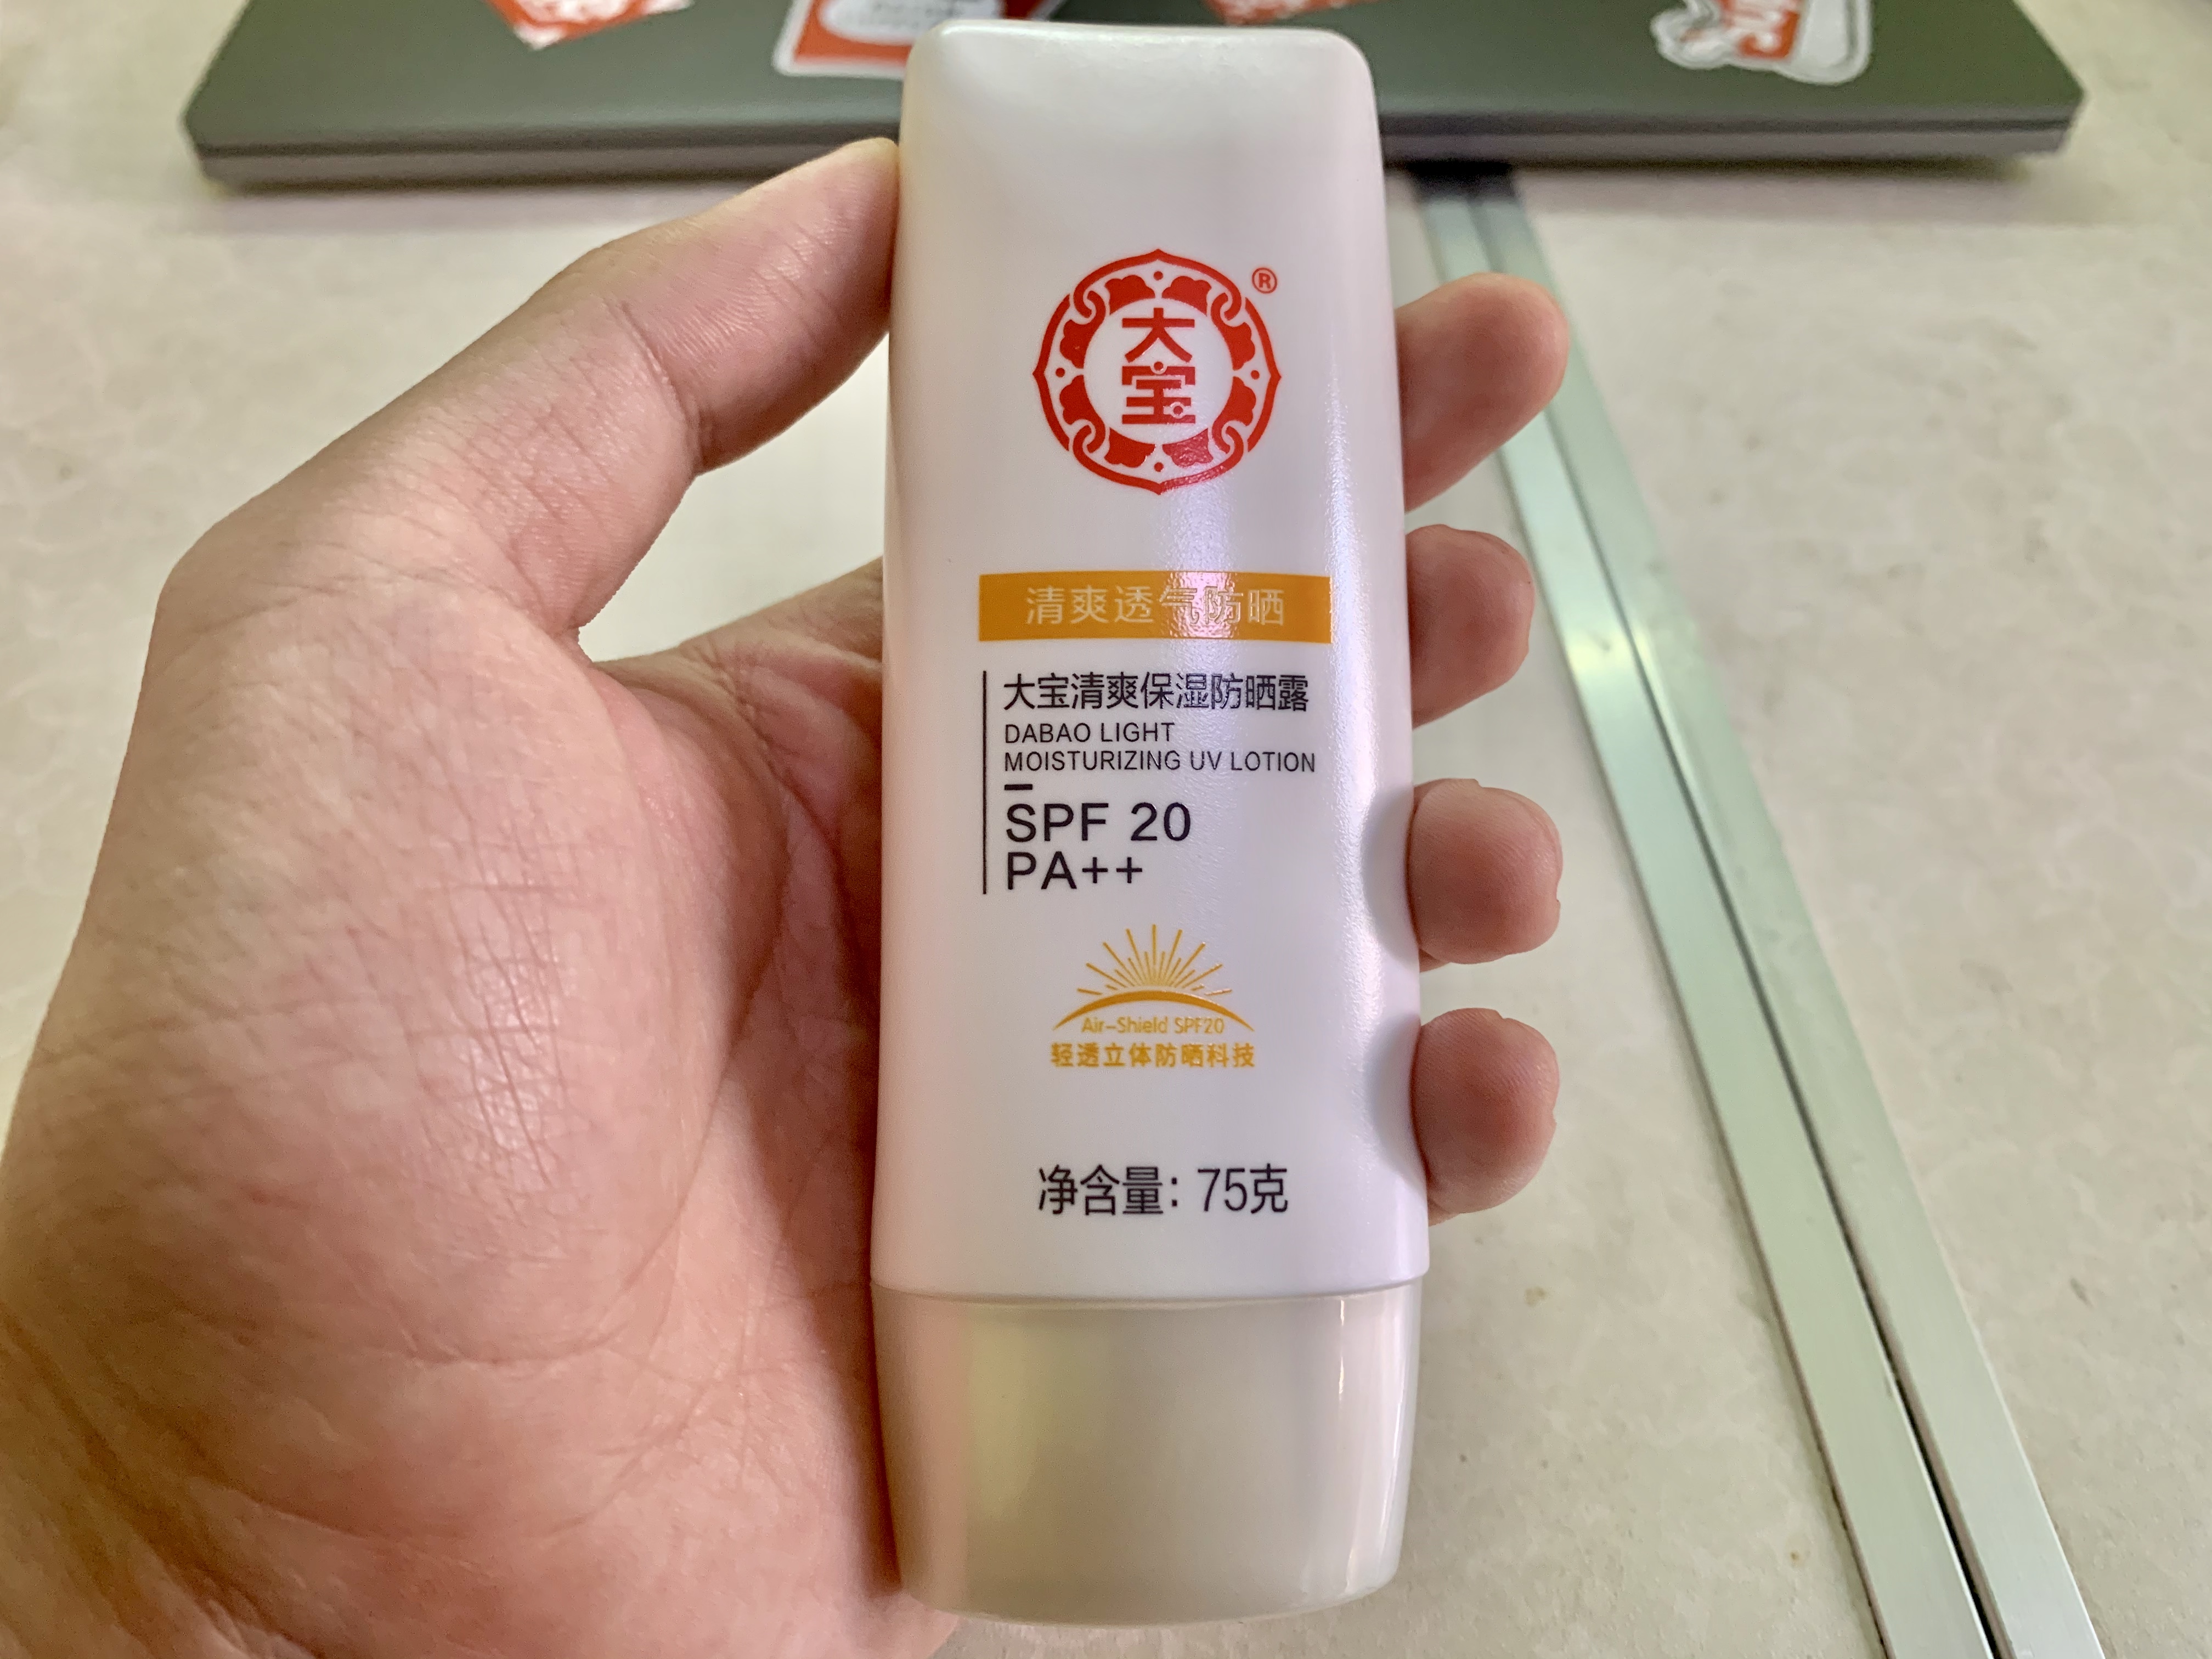 大宝
®
清爽透气防晒
大宝清爽保湿防晒露
DABAO LIGHT
MOISTURIZING UV LOTION
SPF 20
PA++
Air-Shield SPF20
轻透立体防晒科技
净含量: 75克